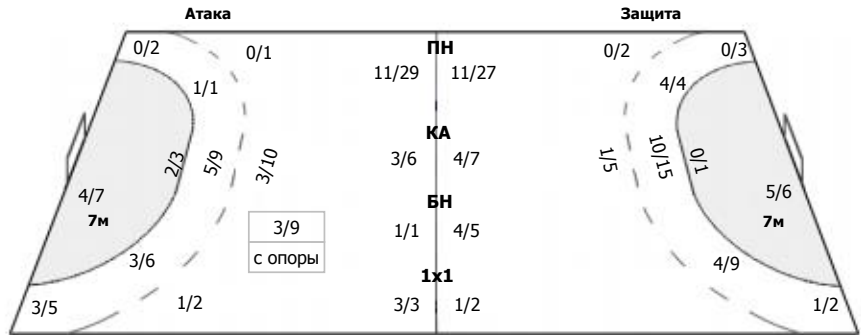 Атака Защита
0/2 0/1 ПН 0/2 0/3
11/29 11/27
1/1 4/4
КА
2/3 5/9 3/10 3/6 4/7 1/5 10/15 0/1
4/7 5/6
7м 7м
БН
3/9 1/1 4/5
с опоры
3/6 4/9
1x1
3/5 1/2 3/3 1/2 1/2